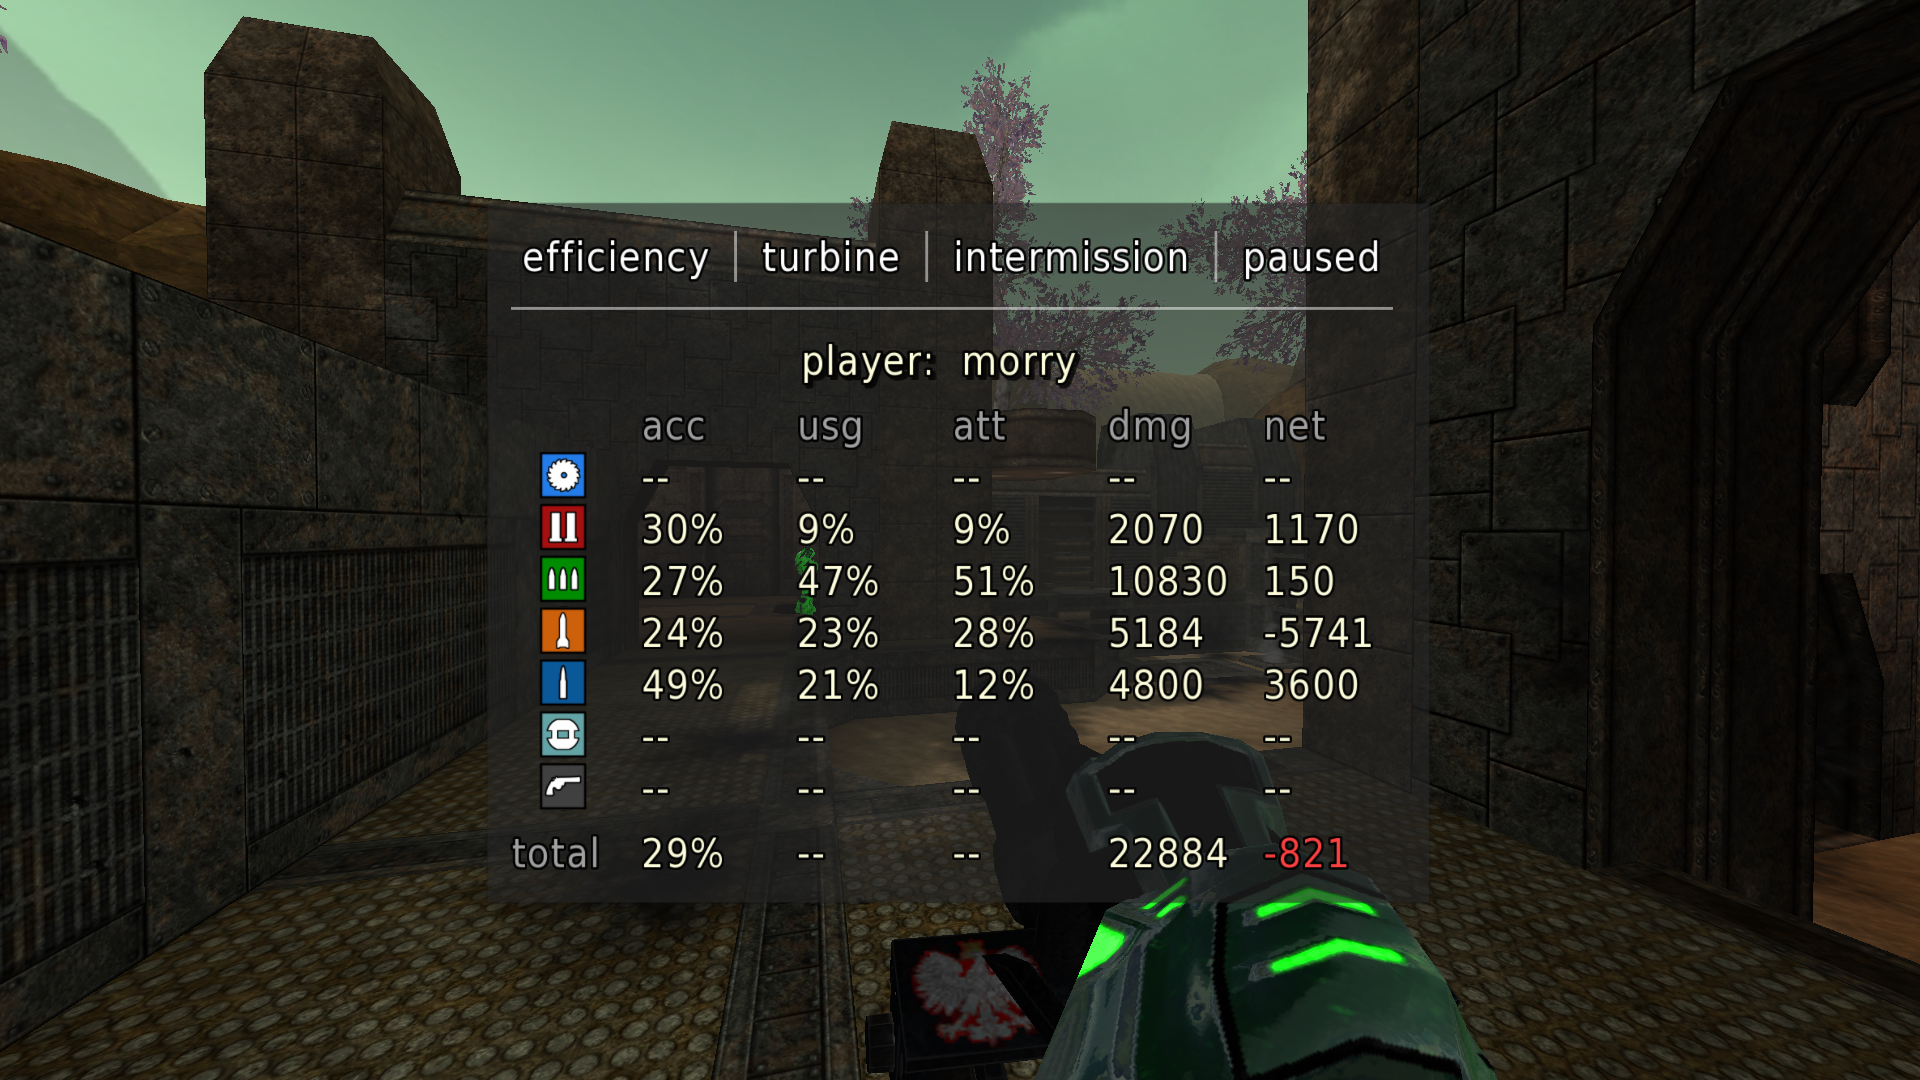 efficiency | turbine | intermission | paused
player: morry
acc usg att dmg net
-- -- -- -- --
30% 9% 9% 2070 1170
27% 47% 51% 10830 150
24% 23% 28% 5184 -5741
49% 21% 12% 4800 3600
-- -- -- -- --
-- -- -- -- --
total 29% -- -- 22884 -821